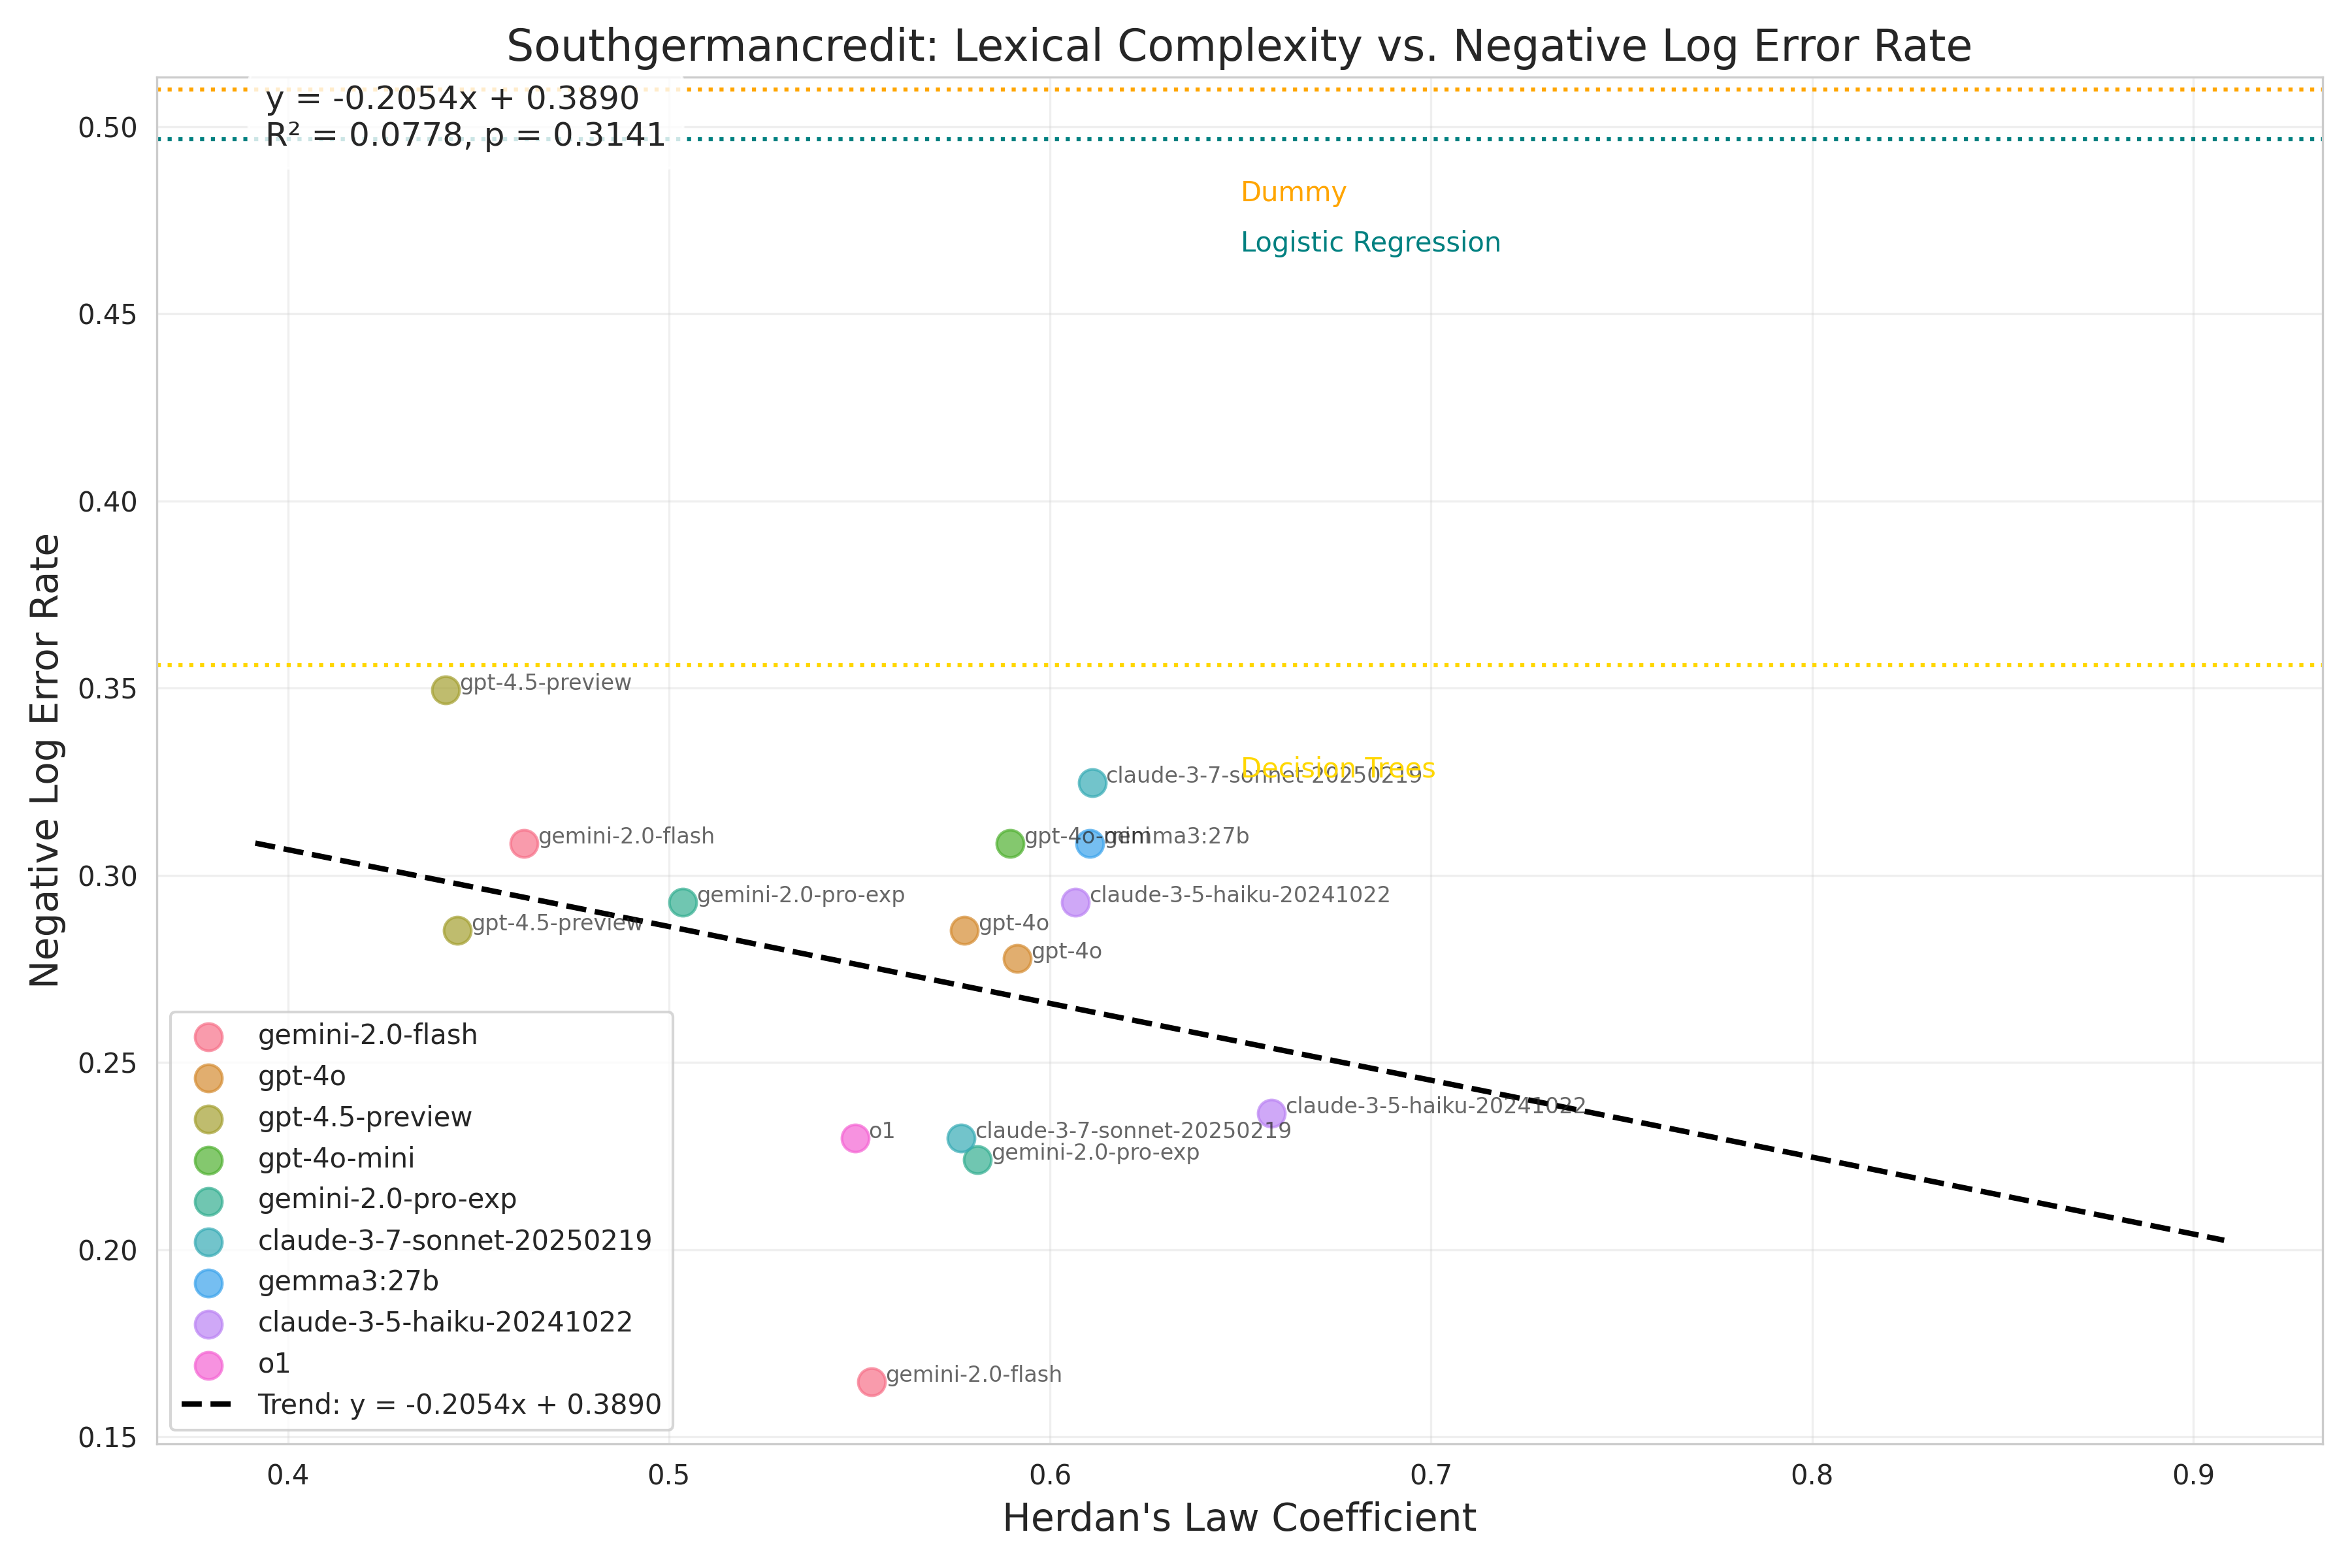 Southgermancredit: Lexical Complexity vs. Negative Log Error Rate
y = -0.2054x + 0.3890
R² = 0.0778, p = 0.3141
Dummy
Logistic Regression
Decision Trees
gpt-4.5-preview
claude-3-7-sonnet-20250219
gemini-2.0-flash
gpt-4o-mini
gemma3:27b
gemini-2.0-pro-exp
claude-3-5-haiku-20241022
gpt-4.5-preview
gpt-4o
gpt-4o
claude-3-5-haiku-20241022
o1
claude-3-7-sonnet-20250219
gemini-2.0-pro-exp
gemini-2.0-flash
gemini-2.0-flash
gpt-4o
gpt-4.5-preview
gpt-4o-mini
gemini-2.0-pro-exp
claude-3-7-sonnet-20250219
gemma3:27b
claude-3-5-haiku-20241022
o1
Trend: y = -0.2054x + 0.3890
Negative Log Error Rate
0.50
0.45
0.40
0.35
0.30
0.25
0.20
0.15
0.4
0.5
0.6
0.7
0.8
0.9
Herdan's Law Coefficient